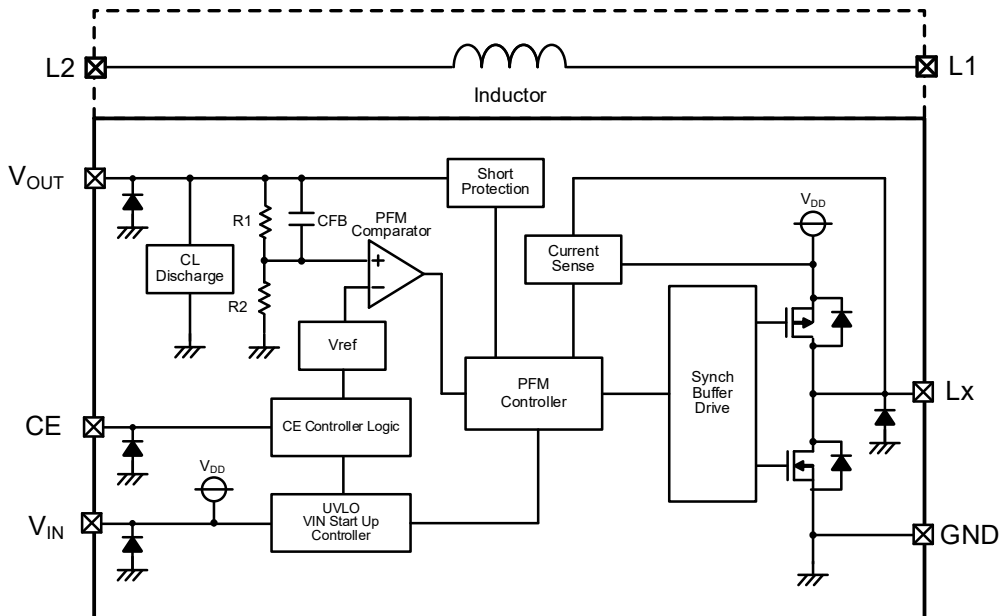 L2
L1
Inductor
VOUT
Short
Protection
VDD
R1
CFB
PFM
Comparator
CL
Discharge
+
Current
Sense
−
R2
Vref
PFM
Controller
Synch
Buffer
Drive
Lx
CE
CE Controller Logic
VDD
VIN
UVLO
VIN Start Up
Controller
GND